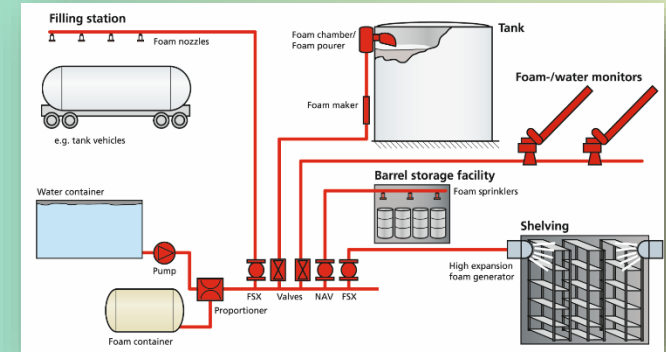 Filling station
Foam nozzles
e.g. tank vehicles
Foam chamber/
Foam pourer
Tank
Foam maker
Foam-/water monitors
Barrel storage facility
Foam sprinklers
Water container
Pump
Shelving
High expansion
foam generator
FSX
Valves
NAV
FSX
Proportioner
Foam container